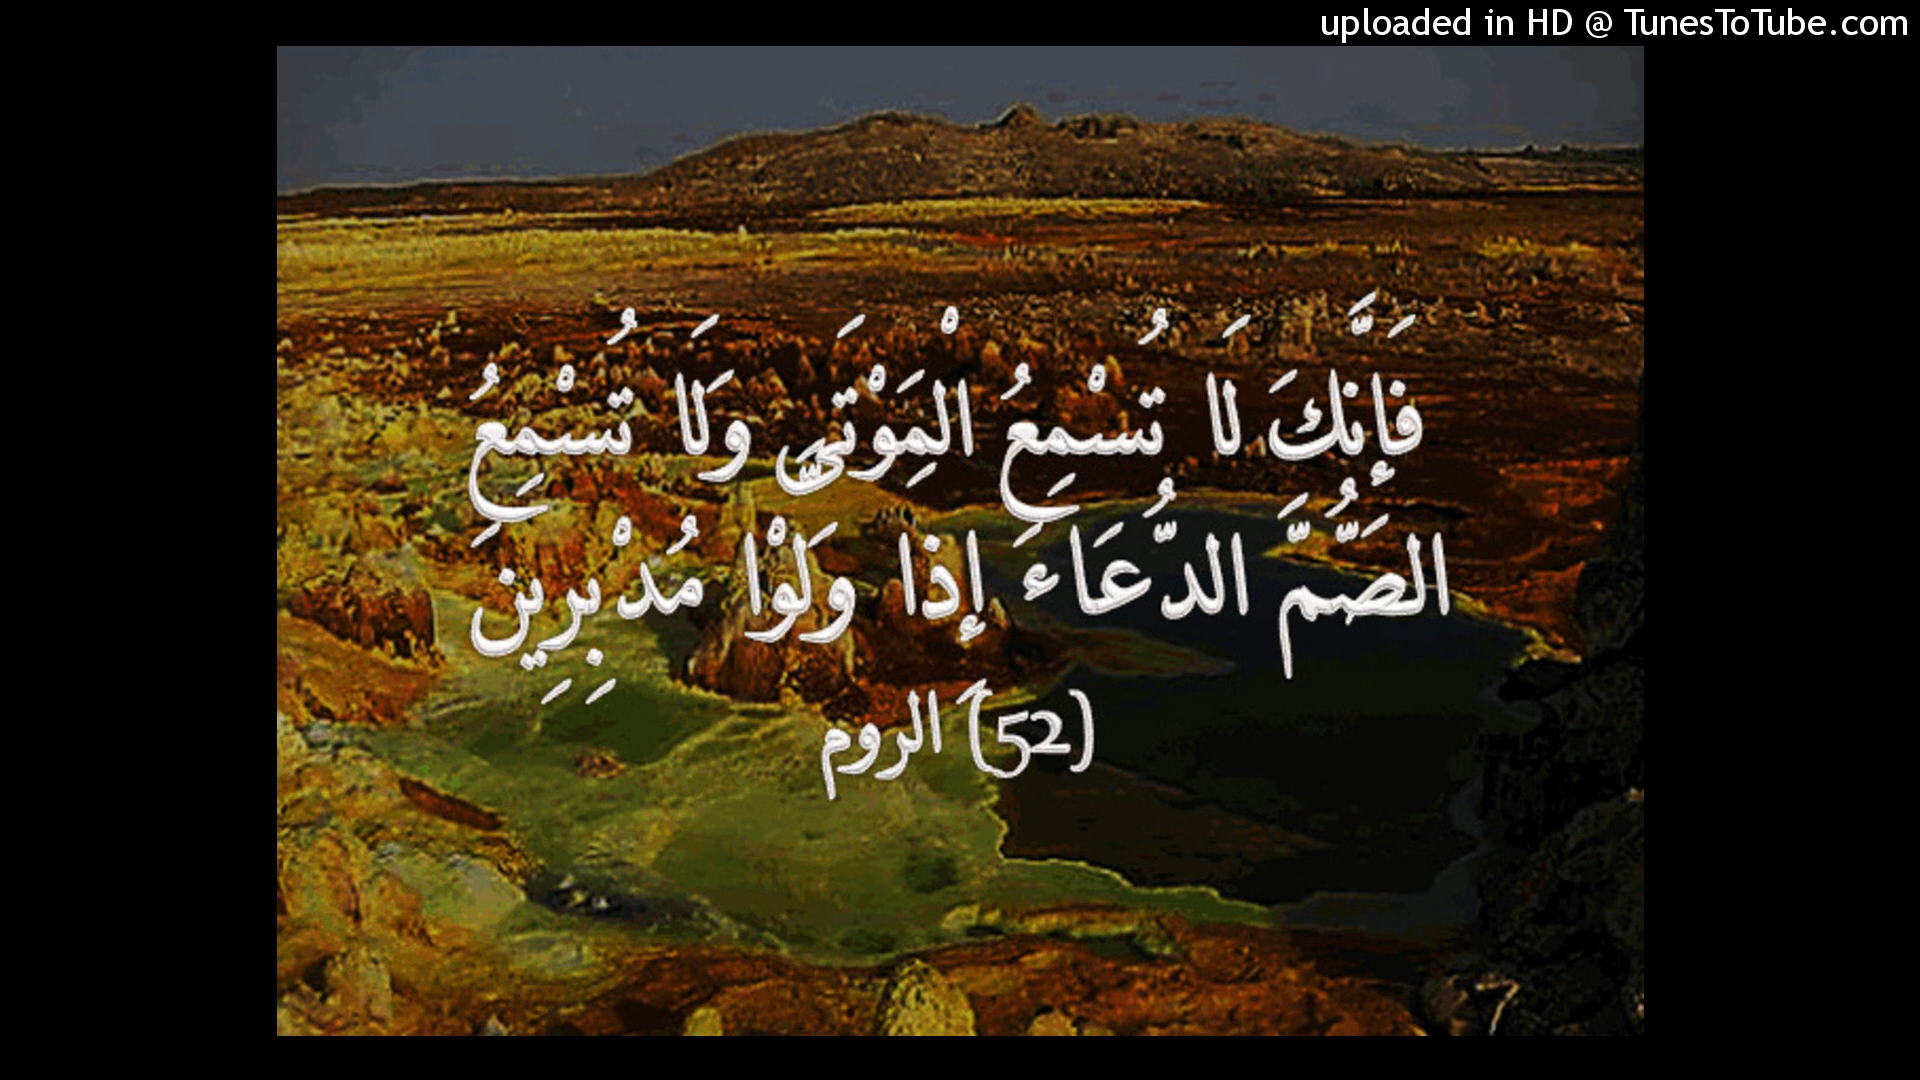 uploaded in HD @ TunesToTube.com
فَإِنَّكَ لَا تُسْمِعُ الْمَوْتَى وَلَا تُسْمِعُ
الصُّمَّ الدُّعَاءَ إِذَا وَلَّوْا مُدْبِرِينَ
(52) الروم